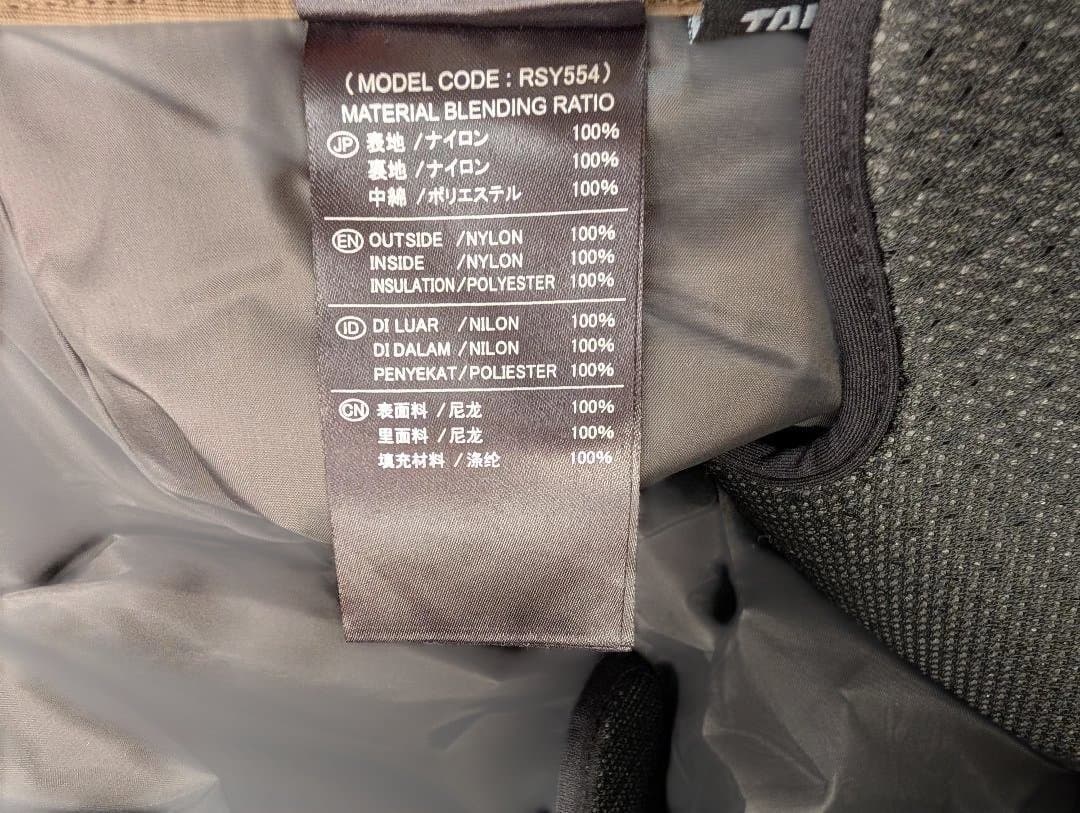 (MODEL CODE : RSY554)
MATERIAL BLENDING RATIO
JP 表地 /ナイロン 100%
裏地 /ナイロン 100%
中綿 /ポリエステル 100%
EN OUTSIDE /NYLON 100%
INSIDE /NYLON 100%
INSULATION/POLYESTER 100%
ID DI LUAR /NILON 100%
DI DALAM /NILON 100%
PENYEKAT/POLIESTER 100%
CN 表面料 /尼龙 100%
里面料 /尼龙 100%
填充材料 /涤纶 100%